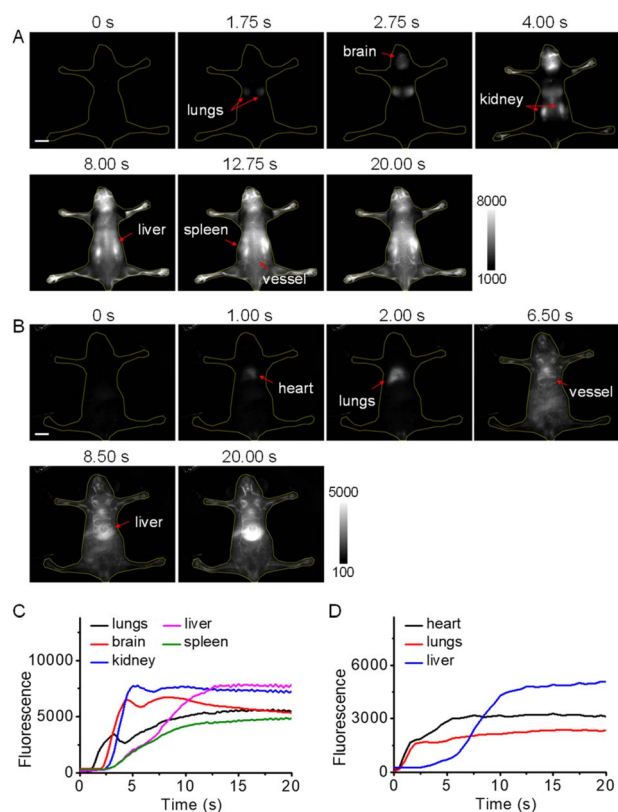 A
0 s 1.75 s 2.75 s 4.00 s
lungs
brain
kidney
8.00 s 12.75 s 20.00 s
liver
spleen
vessel
8000
1000
B
0 s 1.00 s 2.00 s 6.50 s
heart
lungs
vessel
8.50 s 20.00 s
liver
5000
100
C
lungs liver
brain spleen
kidney
Fluorescence
10000
7500
5000
2500
0
0 5 10 15 20
Time (s)
D
heart
lungs
liver
Fluorescence
6000
3000
0
0 5 10 15 20
Time (s)